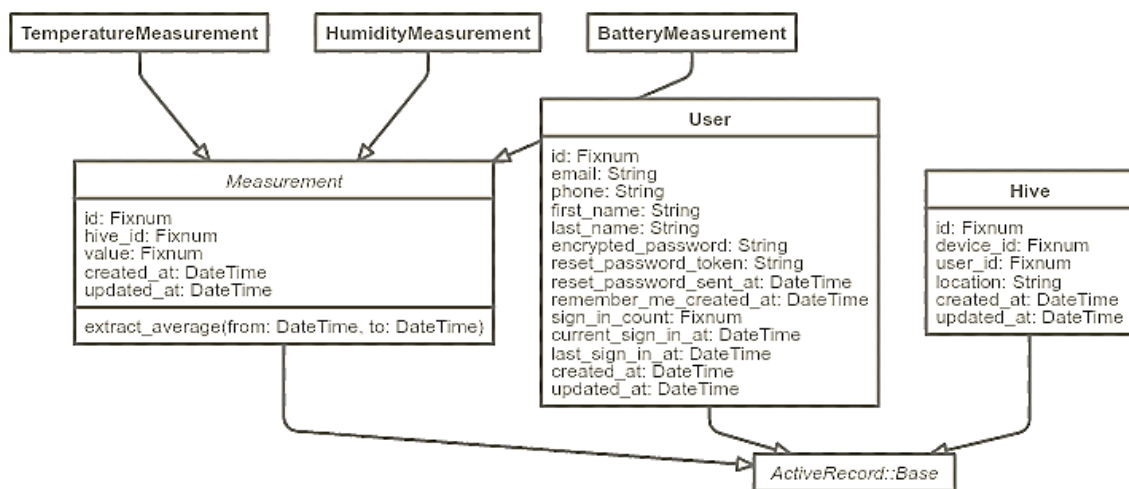 TemperatureMeasurement
HumidityMeasurement
BatteryMeasurement
Measurement
id: Fixnum
hive_id: Fixnum
value: Fixnum
created_at: DateTime
updated_at: DateTime
extract_average(from: DateTime, to: DateTime)
User
id: Fixnum
email: String
phone: String
first_name: String
last_name: String
encrypted_password: String
reset_password_token: String
reset_password_sent_at: DateTime
remember_me_created_at: DateTime
sign_in_count: Fixnum
current_sign_in_at: DateTime
last_sign_in_at: DateTime
created_at: DateTime
updated_at: DateTime
Hive
id: Fixnum
device_id: Fixnum
user_id: Fixnum
location: String
created_at: DateTime
updated_at: DateTime
ActiveRecord::Base